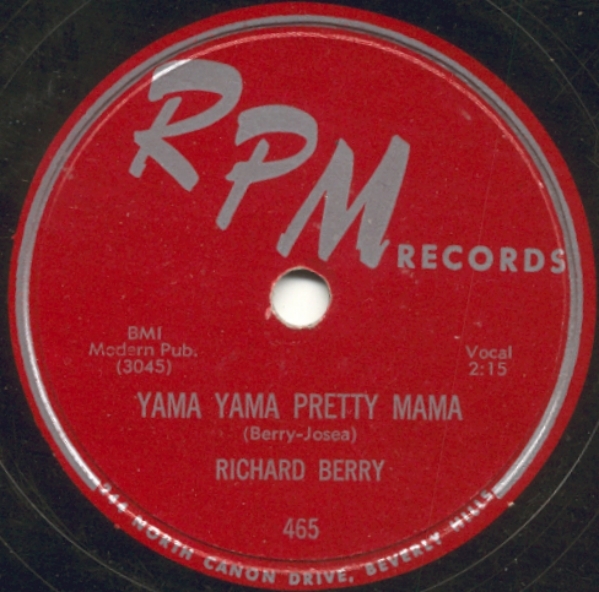 RPM
RECORDS
BMI
Modern Pub.
(3045)
Vocal
2:15
YAMA YAMA PRETTY MAMA
(Berry-Josea)
RICHARD BERRY
465
NORTH CANON DRIVE, BEVERLY HILLS